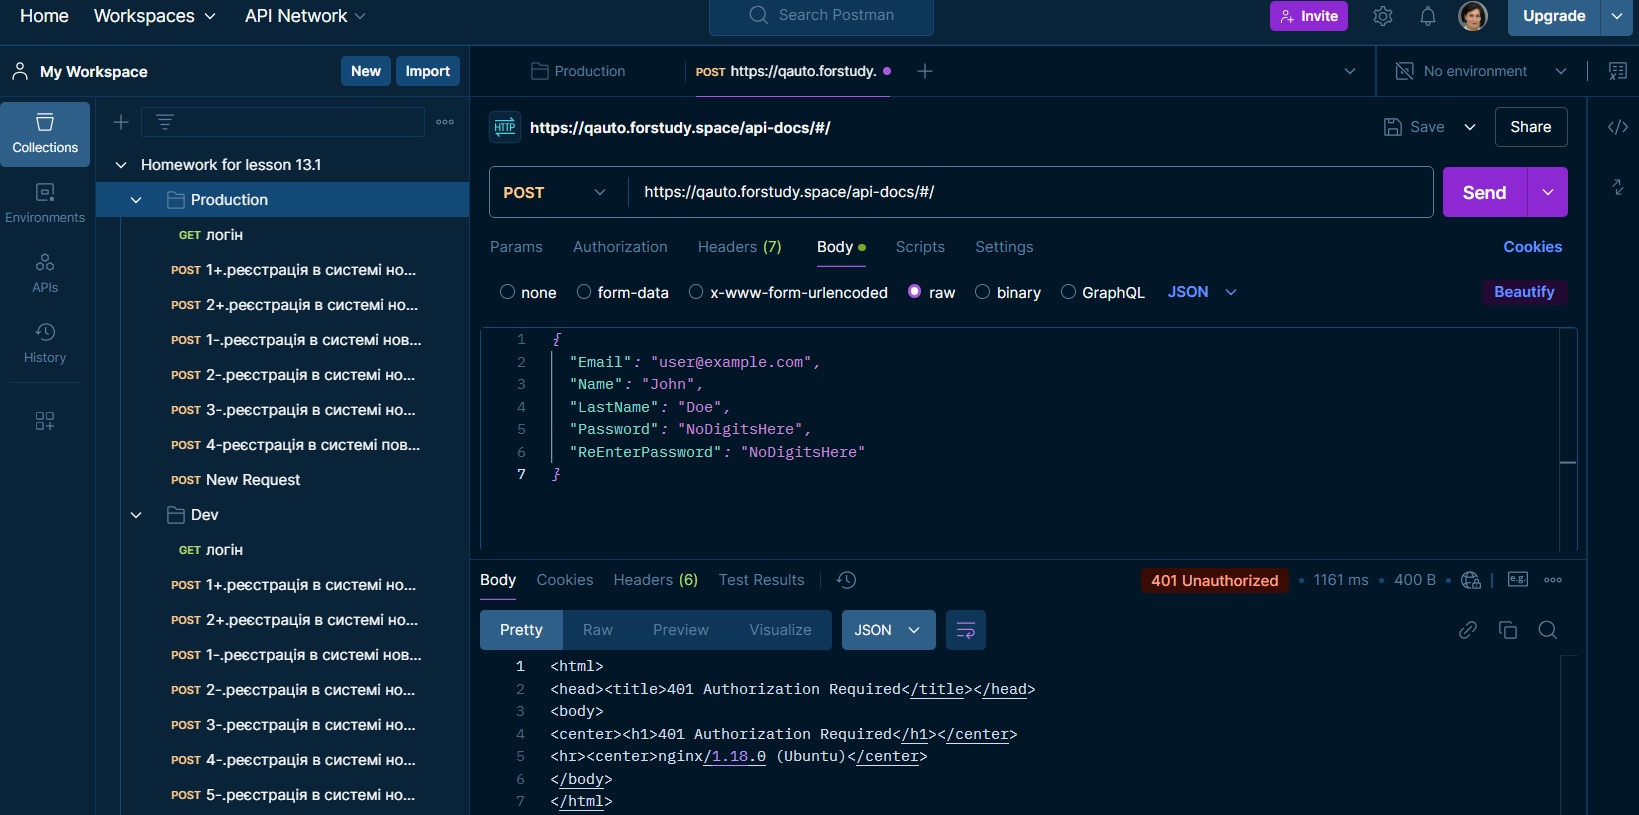 Home Workspaces API Network Search Postman Invite Upgrade
My Workspace New Import Production POST https://qauto.forstudy. No environment
Collections
Environments
APIs
History
Homework for lesson 13.1
Production
GET логін
POST 1+.реєстрація в системі но...
POST 2+.реєстрація в системі но...
POST 1-.реєстрація в системі нов...
POST 2-.реєстрація в системі но...
POST 3-.реєстрація в системі но...
POST 4-реєстрація в системі пов...
POST New Request
Dev
GET логін
POST 1+.реєстрація в системі но...
POST 2+.реєстрація в системі но...
POST 1-.реєстрація в системі нов...
POST 2-.реєстрація в системі но...
POST 3-.реєстрація в системі но...
POST 4-.реєстрація в системі но...
POST 5-.реєстрація в системі но...
HTTP https://qauto.forstudy.space/api-docs/#/ Save Share
POST https://qauto.forstudy.space/api-docs/#/ Send
Params Authorization Headers (7) Body Scripts Settings Cookies
none form-data x-www-form-urlencoded raw binary GraphQL JSON Beautify
1 {
2 "Email": "user@example.com",
3 "Name": "John",
4 "LastName": "Doe",
5 "Password": "NoDigitsHere",
6 "ReEnterPassword": "NoDigitsHere"
7 }
Body Cookies Headers (6) Test Results 401 Unauthorized • 1161 ms • 400 B • e.g.
Pretty Raw Preview Visualize JSON
1 <html>
2 <head><title>401 Authorization Required</title></head>
3 <body>
4 <center><h1>401 Authorization Required</h1></center>
5 <hr><center>nginx/1.18.0 (Ubuntu)</center>
6 </body>
7 </html>